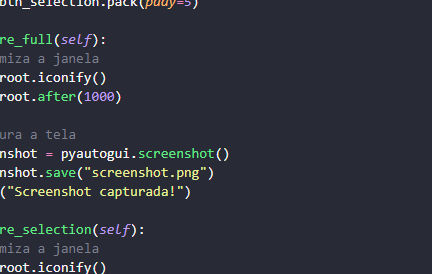 btn_selection.pack(pady=5)
re_full(self):
miza a janela
root.iconify()
root.after(1000)
ura a tela
nshot = pyautogui.screenshot()
nshot.save("screenshot.png")
("Screenshot capturada!")
re_selection(self):
miza a janela
root.iconify()